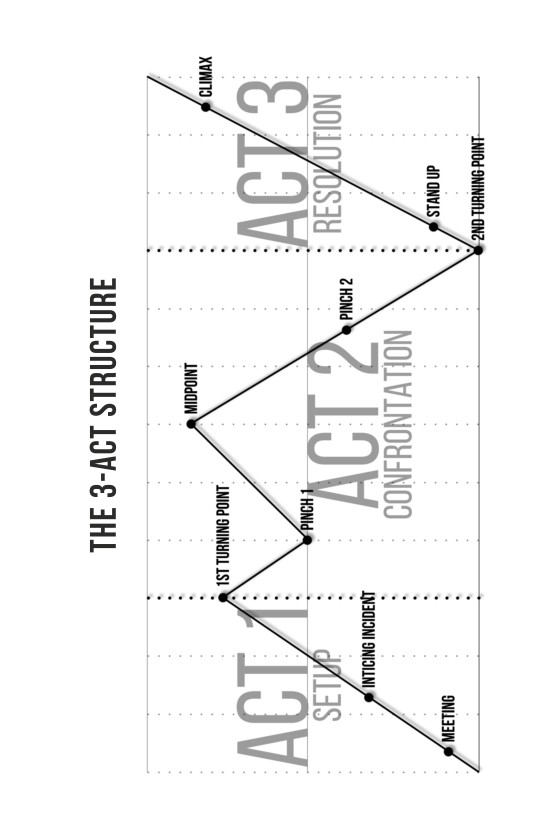 THE 3-ACT STRUCTURE
ACT 1
SETUP
MEETING
INTICING INCIDENT
1ST TURNING POINT
ACT 2
CONFRONTATION
PINCH 1
MIDPOINT
PINCH 2
2ND TURNING POINT
ACT 3
RESOLUTION
STAND UP
CLIMAX